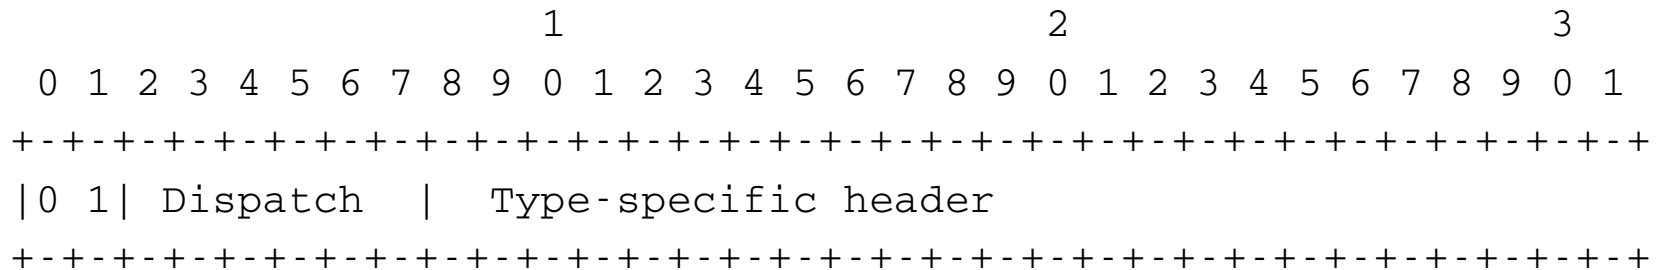 1                   2                   3
 0 1 2 3 4 5 6 7 8 9 0 1 2 3 4 5 6 7 8 9 0 1 2 3 4 5 6 7 8 9 0 1
+-+-+-+-+-+-+-+-+-+-+-+-+-+-+-+-+-+-+-+-+-+-+-+-+-+-+-+-+-+-+-+-+
|0 1| Dispatch  |  Type-specific header
+-+-+-+-+-+-+-+-+-+-+-+-+-+-+-+-+-+-+-+-+-+-+-+-+-+-+-+-+-+-+-+-+